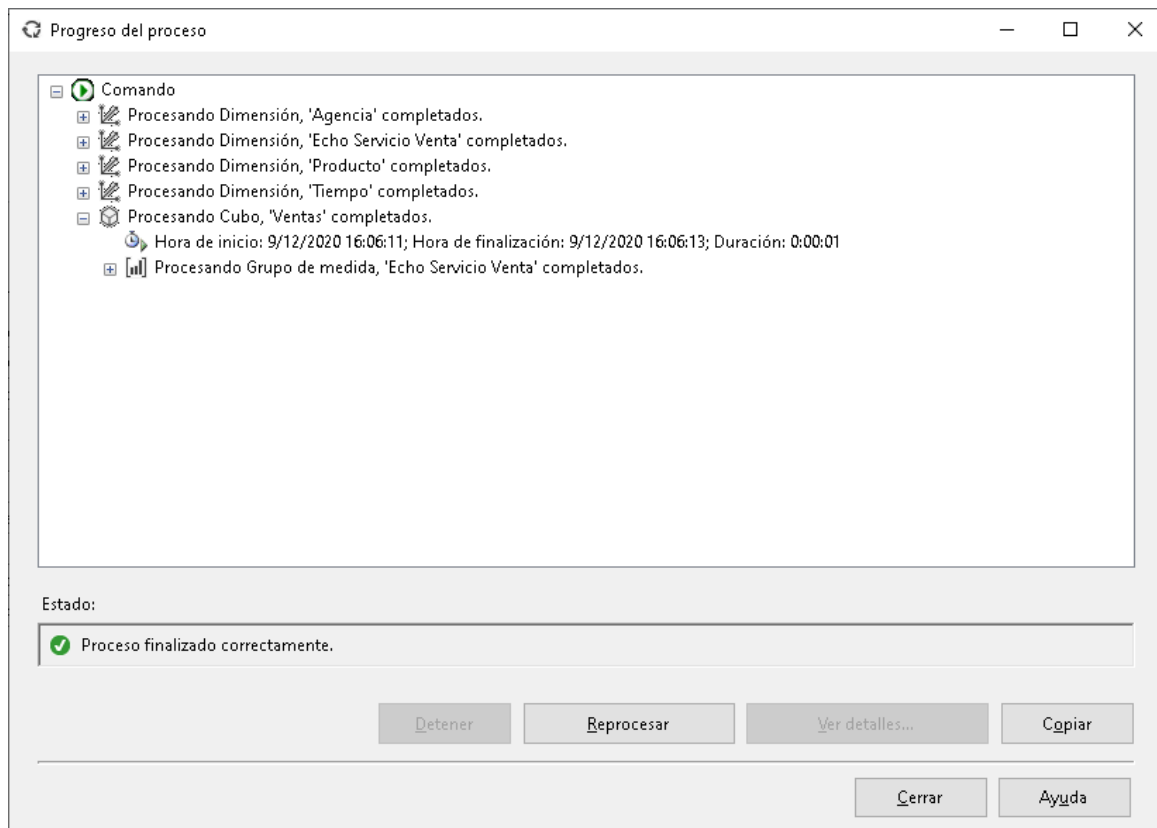 Progreso del proceso
Comando
Procesando Dimensión, 'Agencia' completados.
Procesando Dimensión, 'Echo Servicio Venta' completados.
Procesando Dimensión, 'Producto' completados.
Procesando Dimensión, 'Tiempo' completados.
Procesando Cubo, 'Ventas' completados.
Hora de inicio: 9/12/2020 16:06:11; Hora de finalización: 9/12/2020 16:06:13; Duración: 0:00:01
Procesando Grupo de medida, 'Echo Servicio Venta' completados.
Estado:
Proceso finalizado correctamente.
Detener Reprocesar Ver detalles... Copiar
Cerrar Ayuda